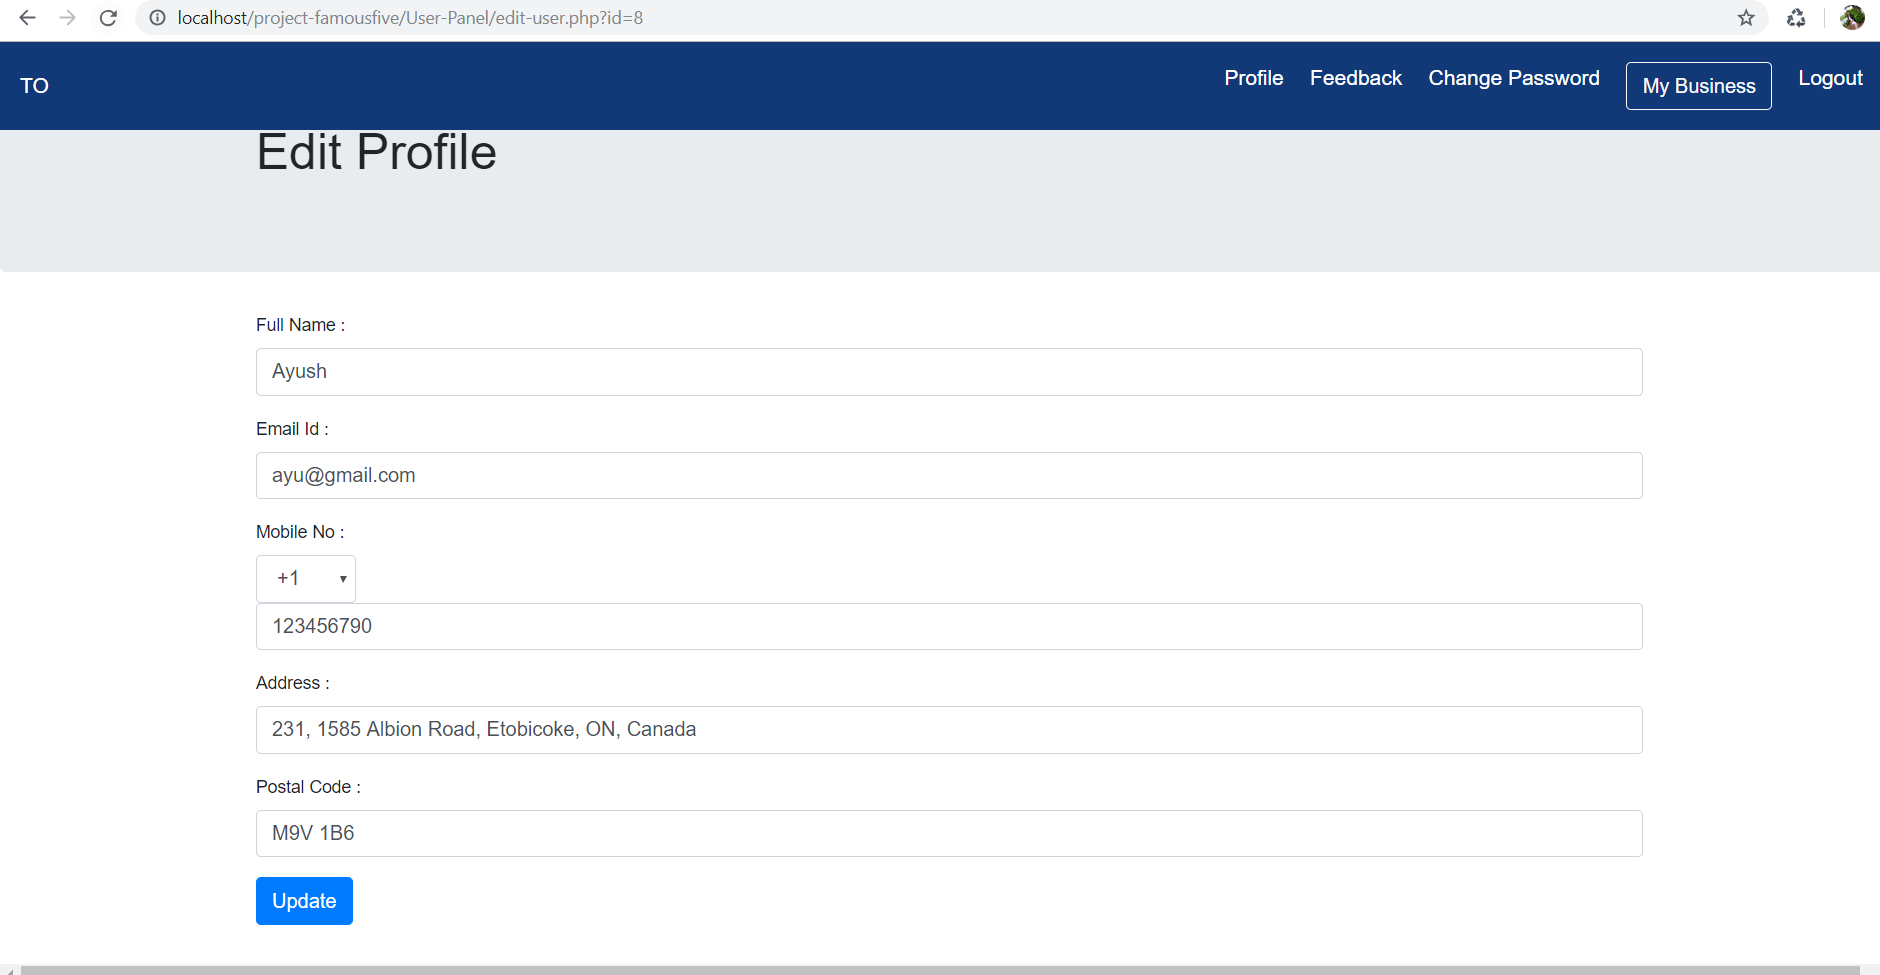 localhost/project-famousfive/User-Panel/edit-user.php?id=8
TO Profile Feedback Change Password My Business Logout
Edit Profile
Full Name :
Ayush
Email Id :
ayu@gmail.com
Mobile No :
+1
123456790
Address :
231, 1585 Albion Road, Etobicoke, ON, Canada
Postal Code :
M9V 1B6
Update